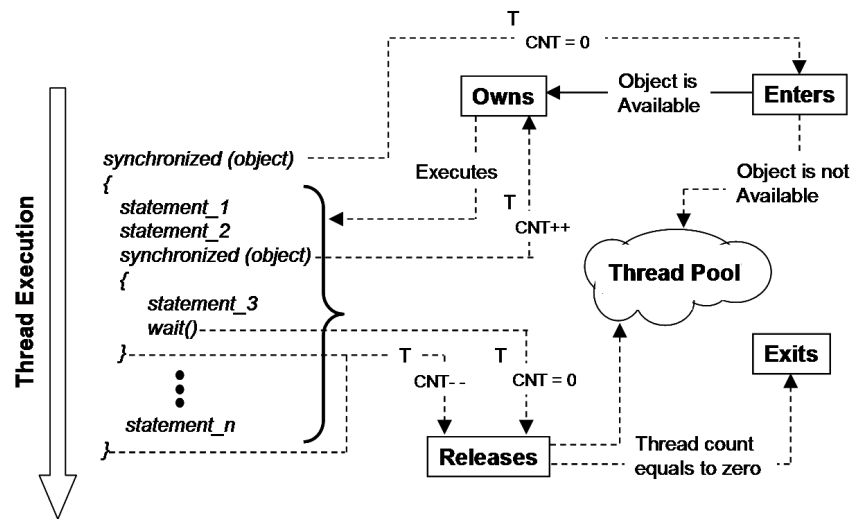 T
CNT = 0
Owns
Object is
Available
Enters
synchronized (object)
Executes
Object is not
Available
{
statement_1
T
statement_2
CNT++
synchronized (object)
{
Thread Pool
Thread Execution
statement_3
wait()
}
T
CNT- -
T
CNT = 0
Exits
statement_n
}
Releases
Thread count
equals to zero